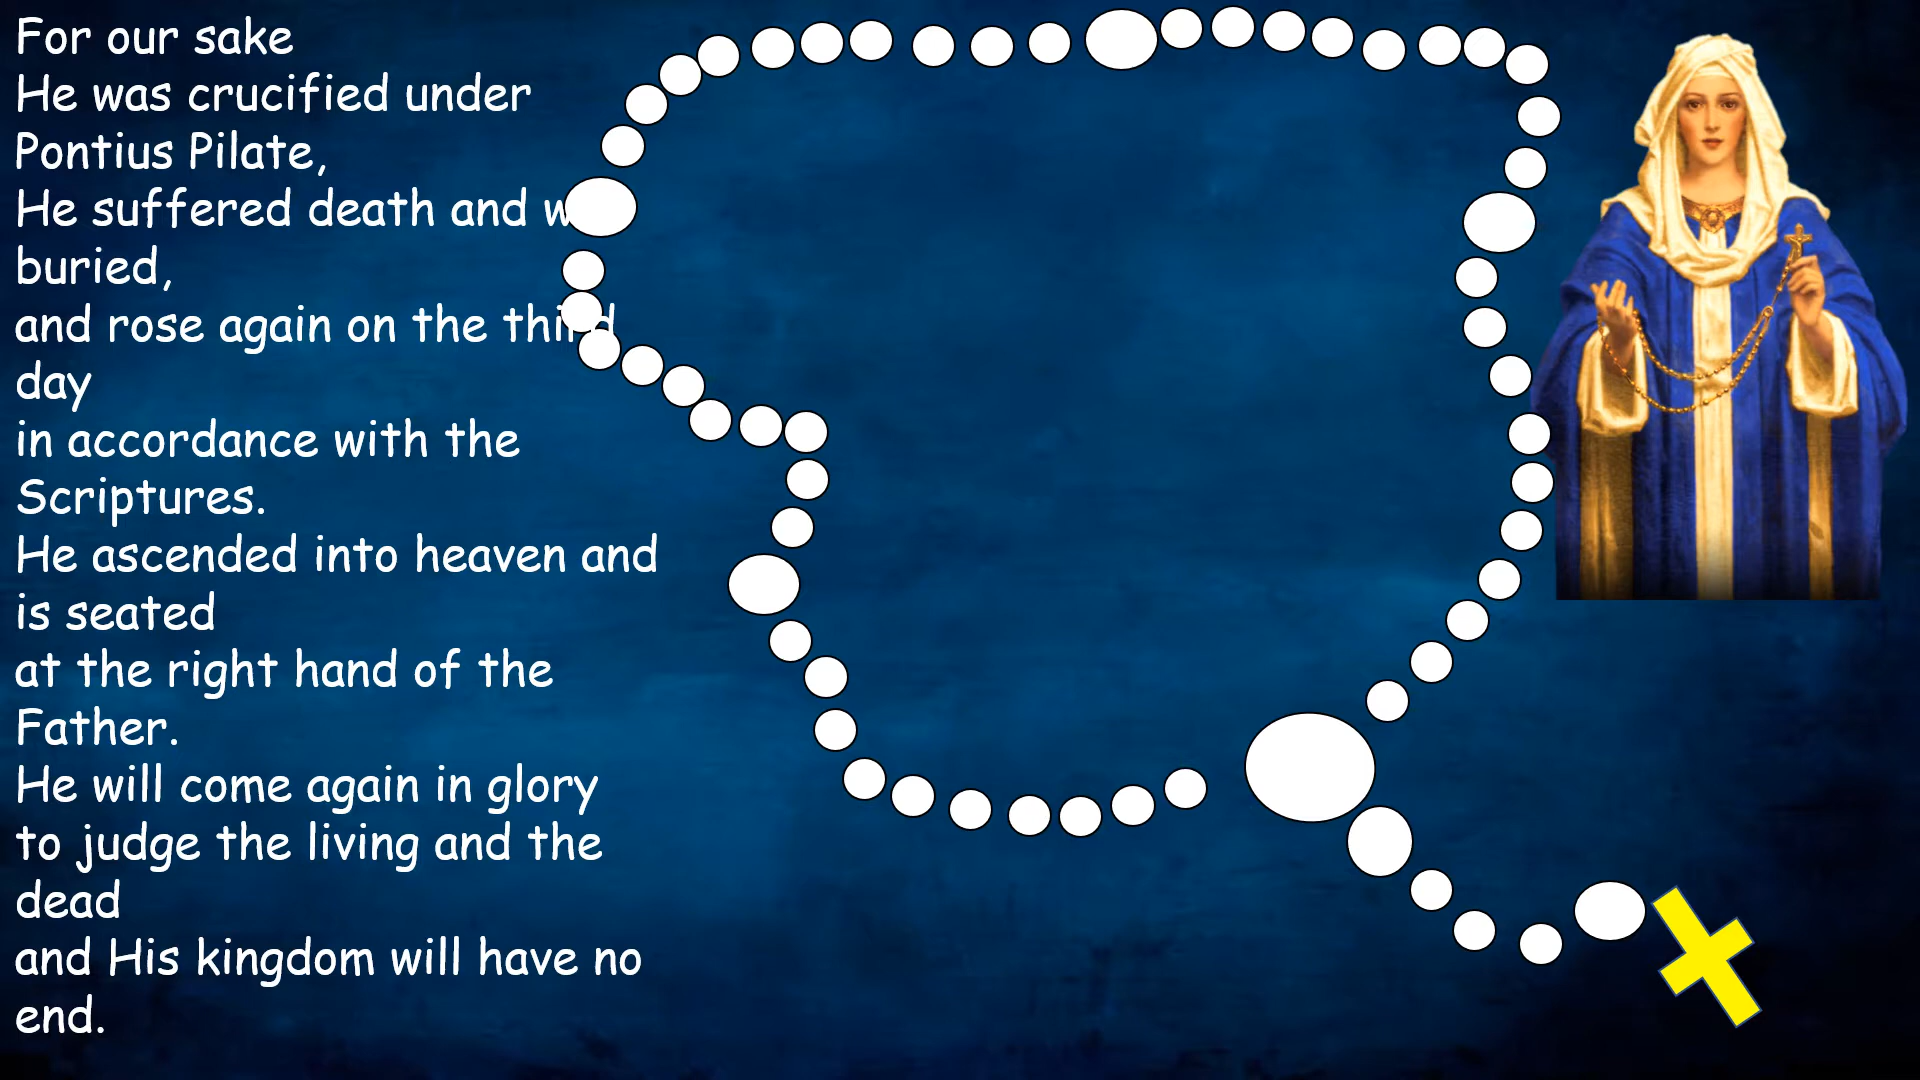 For our sake
He was crucified under
Pontius Pilate,
He suffered death and
buried,
and rose again on the third
day
in accordance with the
Scriptures.
He ascended into heaven and
is seated
at the right hand of the
Father.
He will come again in glory
to judge the living and the
dead
and His kingdom will have no
end.